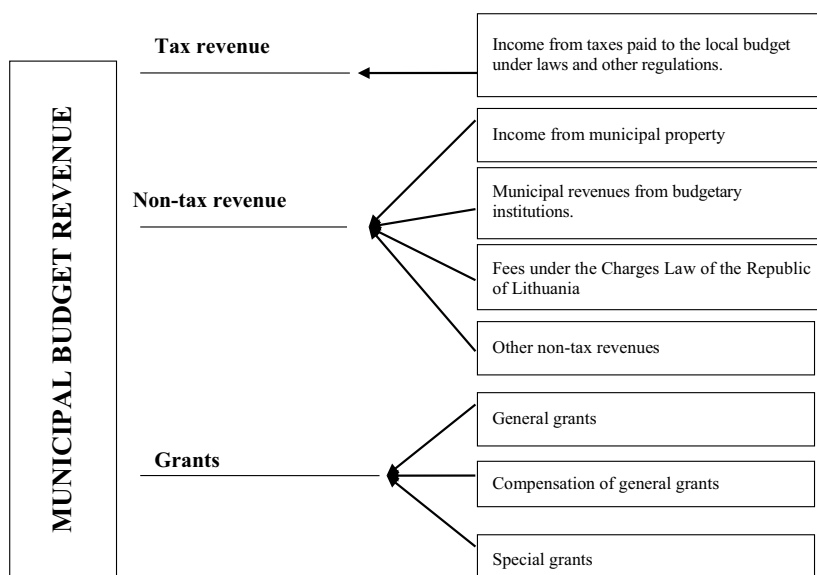 MUNICIPAL BUDGET REVENUE
Tax revenue
Income from taxes paid to the local budget
under laws and other regulations.
Non-tax revenue
Income from municipal property
Municipal revenues from budgetary
institutions.
Fees under the Charges Law of the Republic
of Lithuania
Other non-tax revenues
Grants
General grants
Compensation of general grants
Special grants